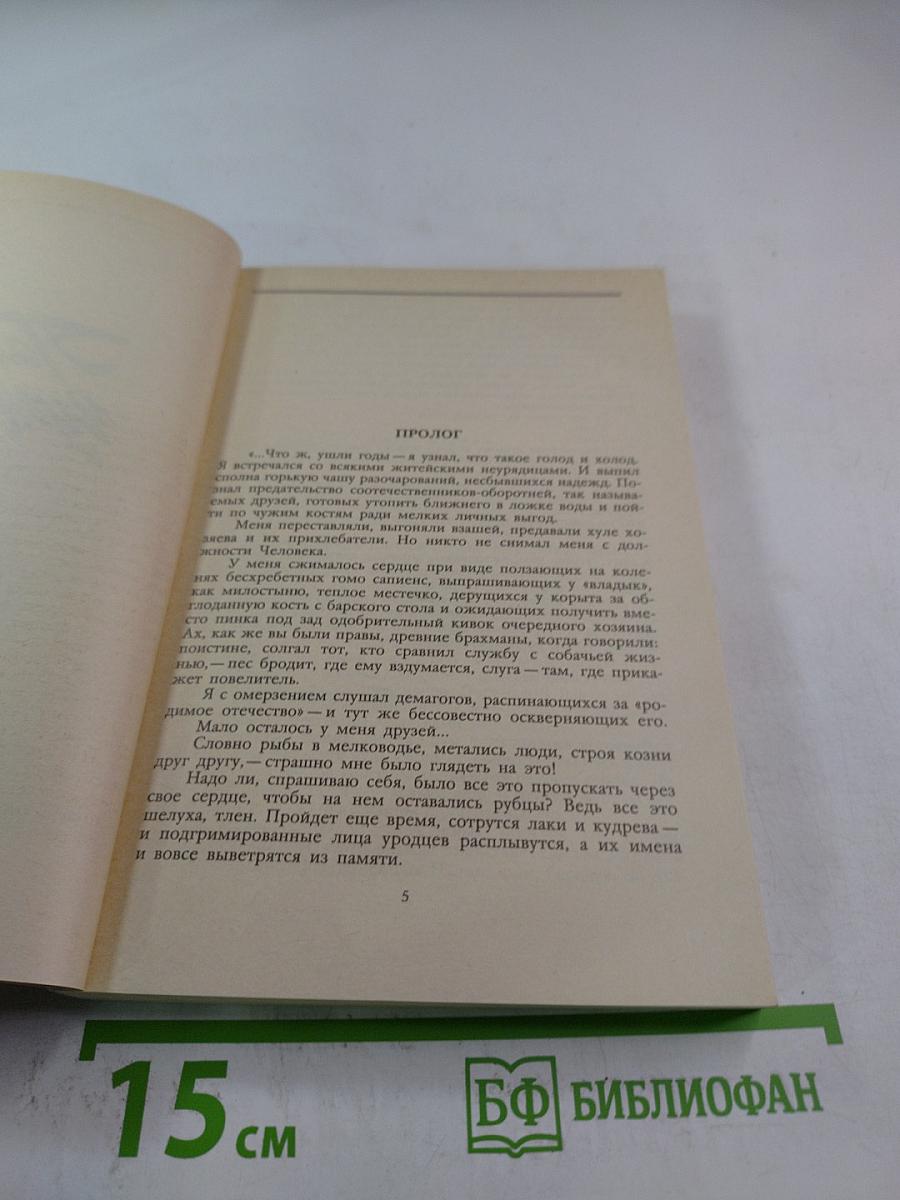 ПРОЛОГ
«...Что ж, ушли годы — я узнал, что такое голод и холод.
Я встречался со всякими житейскими неурядицами. И выпил
сполна горькую чашу разочарований, несбывшихся надежд. По-
знал предательство соотечественников-оборотней, так называ-
емых друзей, готовых утопить ближнего в ложке воды и пой-
ти по чужим костям ради мелких личных выгод.
Меня переставляли, выгоняли взашей, предавали хуле хо-
зяева и их прихлебатели. Но никто не снимал меня с дол-
жности Человека.
У меня сжималось сердце при виде ползающих на коле-
нях бесхребетных гомо сапиенс, выпрашивающих у «владык»,
как милостыню, теплое местечко, дерущихся у корыта за об-
глоданную кость с барского стола и ожидающих получить вме-
сто пинка под зад одобрительный кивок очередного хозяина.
Ах, как же вы были правы, древние брахманы, когда говорили:
поистине, солгал тот, кто сравнил службу с собачьей жиз-
нью, — пес бродит, где ему вздумается, слуга — там, где прика-
жет повелитель.
Я с омерзением слушал демагогов, распинающихся за «ро-
димое отечество» — и тут же бессовестно оскверняющих его.
Мало осталось у меня друзей...
Словно рыбы в мелководье, метались люди, строя козни
друг другу, — страшно мне было глядеть на это!
Надо ли, спрашиваю себя, было все это пропускать через
свое сердце, чтобы на нем оставались рубцы? Ведь все это
шелуха, тлен. Пройдет еще время, сотрутся лаки и кудрева —
и подгримированные лица уродцев расплывутся, а их имена
и вовсе выветрятся из памяти.
5
15 см
БФ БИБЛИОФАН